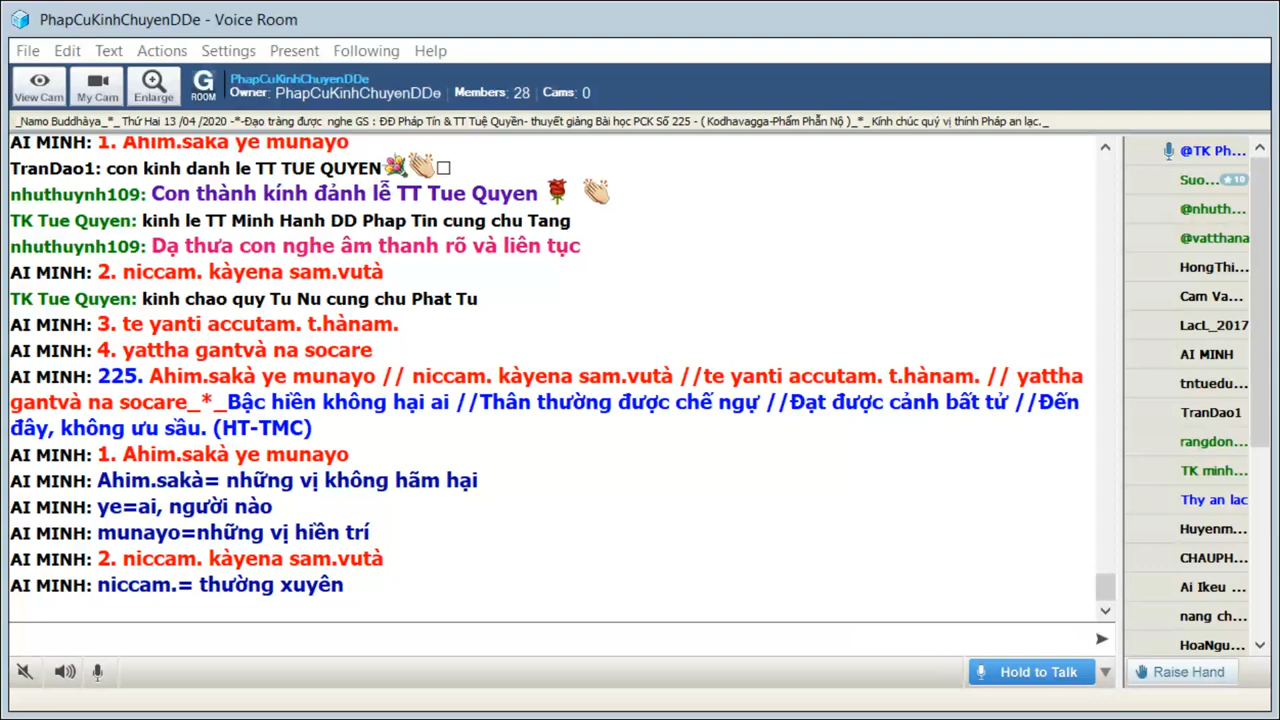 PhapCuKinhChuyenDDe - Voice Room
File Edit Text Actions Settings Present Following Help
View Cam My Cam Enlarge G ROOM
PhapCuKinhChuyenDDe
Owner: PhapCuKinhChuyenDDe Members: 28 Cams: 0
_Namo Buddhàya_*_ Thứ Hai 13 /04 /2020 -*-Đạo tràng được nghe GS : ĐĐ Pháp Tín & TT Tuệ Quyền- thuyết giảng Bài học PCK Số 225 - ( Kodhavagga-Phẩm Phẫn Nộ )_*_ Kính chúc quý vị thính Pháp an lạc._
AI MINH: 1. Ahim.saka ye munayo
TranDao1: con kinh danh le TT TUE QUYEN
nhuthuynh109: Con thành kính đảnh lễ TT Tue Quyen
TK Tue Quyen: kinh le TT Minh Hanh DD Phap Tin cung chu Tang
nhuthuynh109: Dạ thưa con nghe âm thanh rõ và liên tục
AI MINH: 2. niccam. kàyena sam.vutà
TK Tue Quyen: kinh chao quy Tu Nu cung chu Phat Tu
AI MINH: 3. te yanti accutam. t.hànam.
AI MINH: 4. yattha gantvà na socare
AI MINH: 225. Ahim.sakà ye munayo // niccam. kàyena sam.vutà //te yanti accutam. t.hànam. // yattha
gantvà na socare_*_Bậc hiền không hại ai //Thân thường được chế ngự //Đạt được cảnh bất tử //Đến
đây, không ưu sầu. (HT-TMC)
AI MINH: 1. Ahim.sakà ye munayo
AI MINH: Ahim.sakà= những vị không hãm hại
AI MINH: ye=ai, người nào
AI MINH: munayo=những vị hiền trí
AI MINH: 2. niccam. kàyena sam.vutà
AI MINH: niccam.= thường xuyên
@TK Ph...
Suo... 10
@nhuth...
@vatthana
HongThi...
Cam Va...
LacL_2017
AI MINH
tntuedu...
TranDao1
rangdon...
TK minh...
Thy an lac
Huyenm...
CHAUPH...
Ai Ikeu ...
nang ch...
HoaNgu...
Hold to Talk
Raise Hand